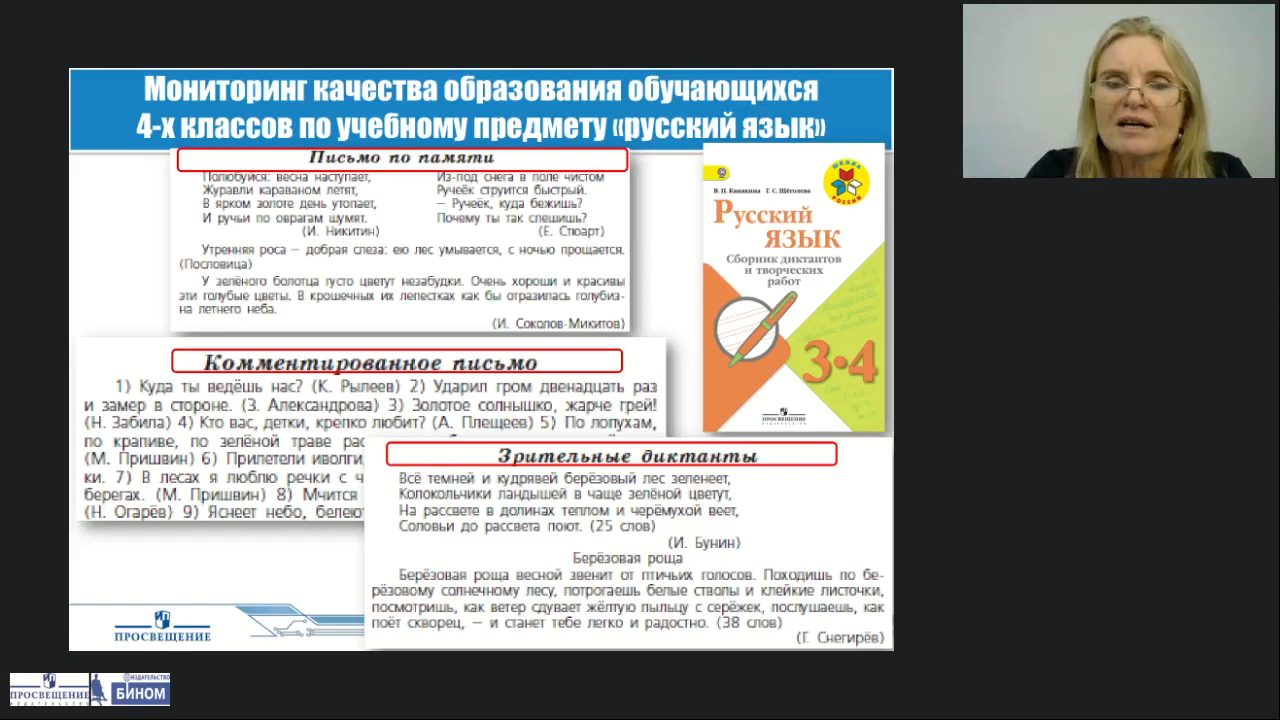 Мониторинг качества образования обучающихся
4-х классов по учебному предмету «русский язык»
Письмо по памяти
Полюбуйся: весна наступает,
Журавли караваном летят,
В ярком золоте день утопает,
И ручьи по оврагам шумят.
(И. Никитин)
Из-под снега в поле чистом
Ручеёк струится быстрый.
– Ручеёк, куда бежишь?
Почему ты так спешишь?
(Е. Стюарт)
Утренняя роса – добрая слеза: ею лес умывается, с ночью прощается.
(Пословица)
У зелёного болотца густо цветут незабудки. Очень хороши и красивы
эти голубые цветы. В крошечных их лепестках как бы отразилась голубиз-
на летнего неба.
(И. Соколов-Микитов)
Комментированное письмо
1) Куда ты ведёшь нас? (К. Рылеев) 2) Ударил гром двенадцать раз
и замер в стороне. (З. Александрова) 3) Золотое солнышко, жарче грей!
(Н. Забила) 4) Кто вас, детки, крепко любит? (А. Плещеев) 5) По лопухам,
по крапиве, по зелёной траве рас
(М. Пришвин) 6) Прилетели иволги,
ки. 7) В лесах я люблю речки с ч
берегах. (М. Пришвин) 8) Мчится
(Н. Огарёв) 9) Яснеет небо, белеют
Зрительные диктанты
Всё темней и кудрявей берёзовый лес зеленеет,
Колокольчики ландышей в чаще зелёной цветут,
На рассвете в долинах теплом и черёмухой веет,
Соловьи до рассвета поют. (25 слов)
(И. Бунин)
Берёзовая роща
Берёзовая роща весной звенит от птичьих голосов. Походишь по бе-
рёзовому солнечному лесу, потрогаешь белые стволы и клейкие листочки,
посмотришь, как ветер сдувает жёлтую пыльцу с серёжек, послушаешь, как
поёт скворец, – и станет тебе легко и радостно. (38 слов)
(Г. Снегирёв)
ШКОЛА
РОССИИ
В. П. Канакина Г. С. Щёголева
Русский
язык
Сборник диктантов
и творческих
работ
3•4
ПРОСВЕЩЕНИЕ
ИЗДАТЕЛЬСТВО
ПРОСВЕЩЕНИЕ
ПРОСВЕЩЕНИЕ
ИЗДАТЕЛЬСТВО
ИЗДАТЕЛЬСТВО
БИНОМ